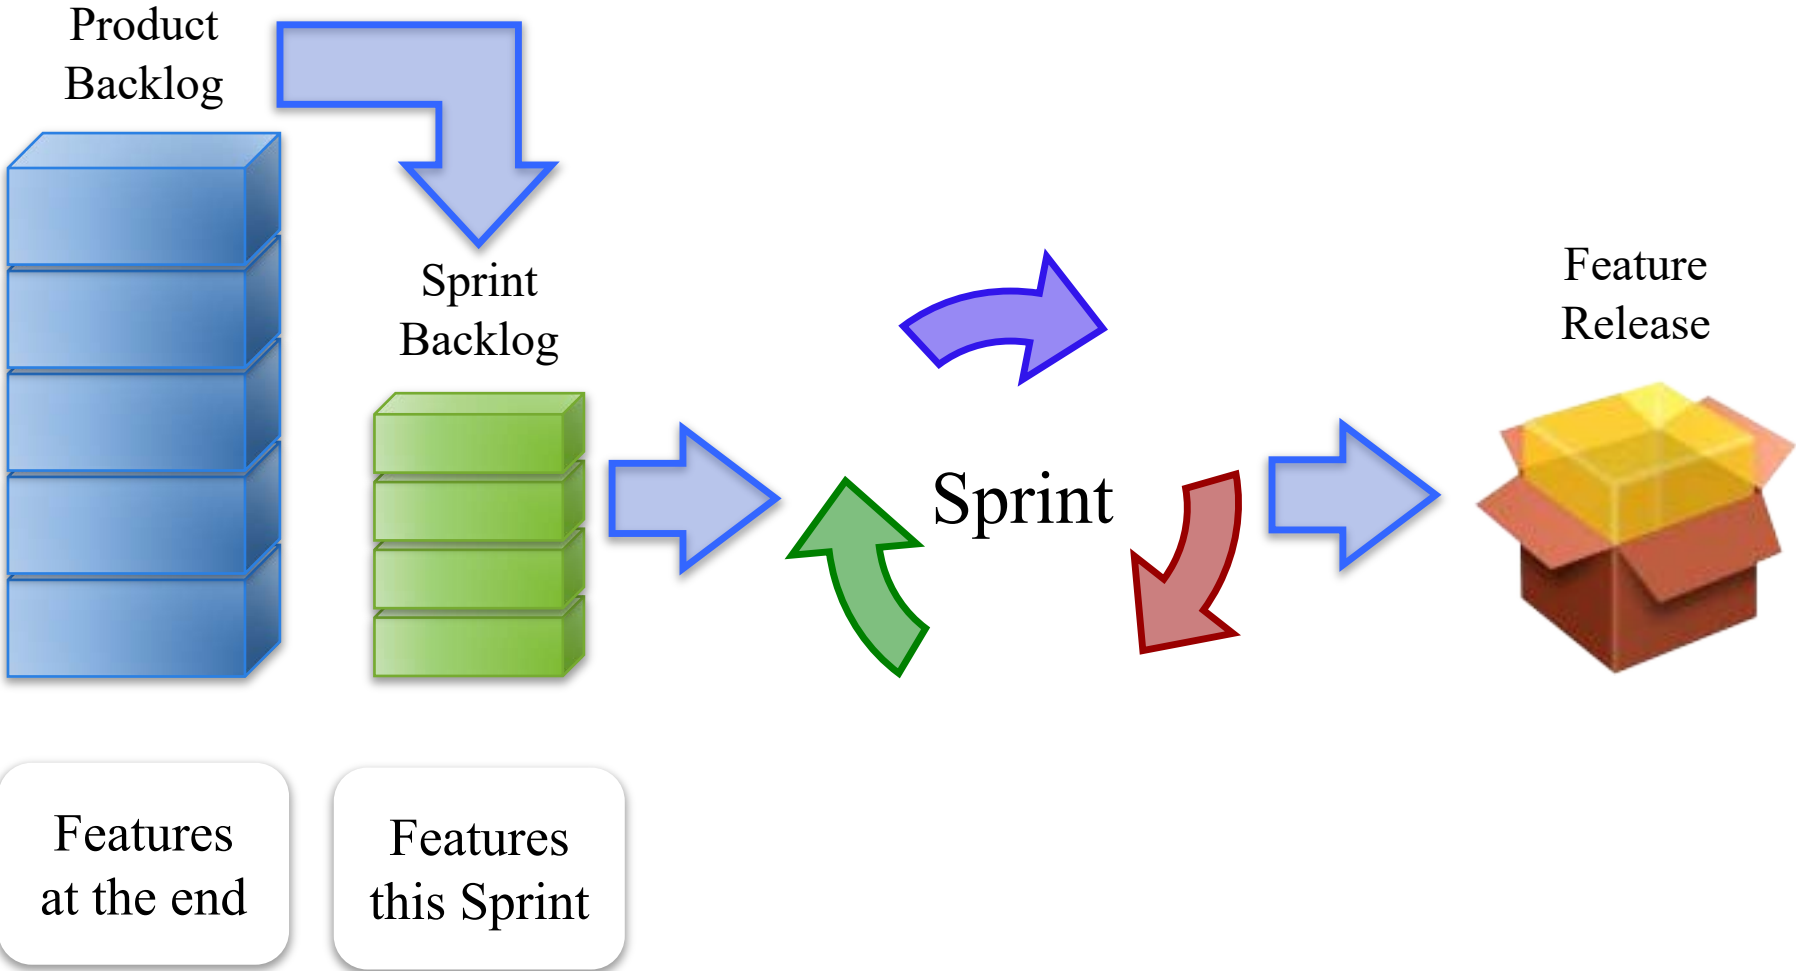 Product
Backlog
Sprint
Backlog
Sprint
Feature
Release
Features
at the end
Features
this Sprint